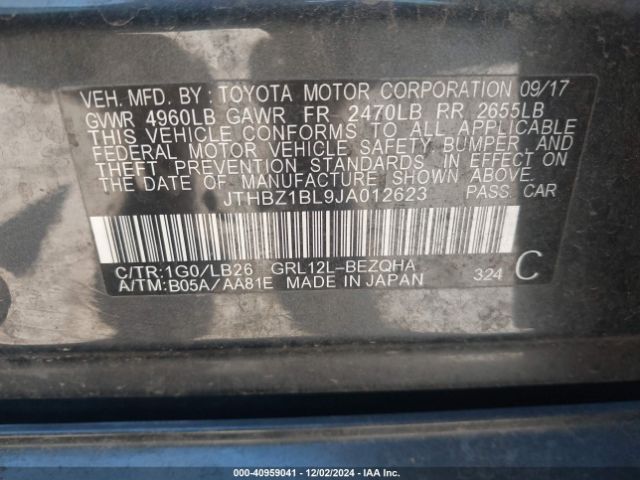 VEH. MFD. BY: TOYOTA MOTOR CORPORATION 09/17
GVWR 4960LB GAWR FR 2470LB RR 2655LB
THIS VEHICLE CONFORMS TO ALL APPLICABLE
FEDERAL MOTOR VEHICLE SAFETY, BUMPER, AND
THEFT PREVENTION STANDARDS IN EFFECT ON
THE DATE OF MANUFACTURE SHOWN ABOVE.
JTHBZ1BL9JA012623 PASS. CAR
C/TR:1G0/LB26 GRL12L-BEZQHA
A/TM:B05A/AA81E MADE IN JAPAN 324 C
000-40959041 - 12/02/2024 - IAA Inc.